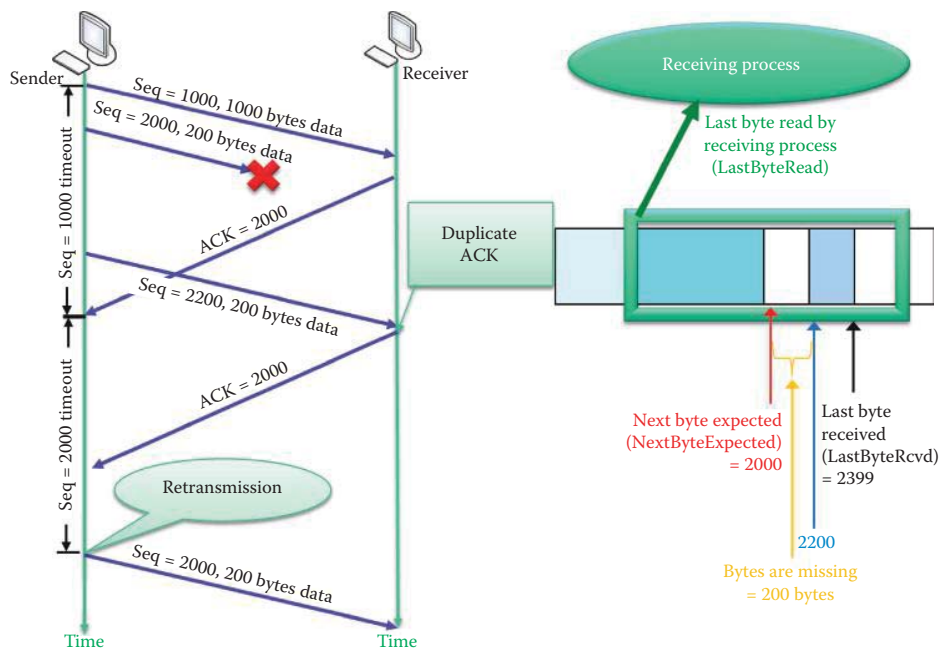 Sender
Receiver
Seq = 1000, 1000 bytes data
Seq = 2000, 200 bytes data
Seq = 1000 timeout
ACK = 2000
Seq = 2200, 200 bytes data
ACK = 2000
Seq = 2000 timeout
Retransmission
Seq = 2000, 200 bytes data
Time
Time
Duplicate
ACK
Receiving process
Last byte read by
receiving process
(LastByteRead)
Next byte expected
(NextByteExpected)
= 2000
Last byte
received
(LastByteRcvd)
= 2399
2200
Bytes are missing
= 200 bytes